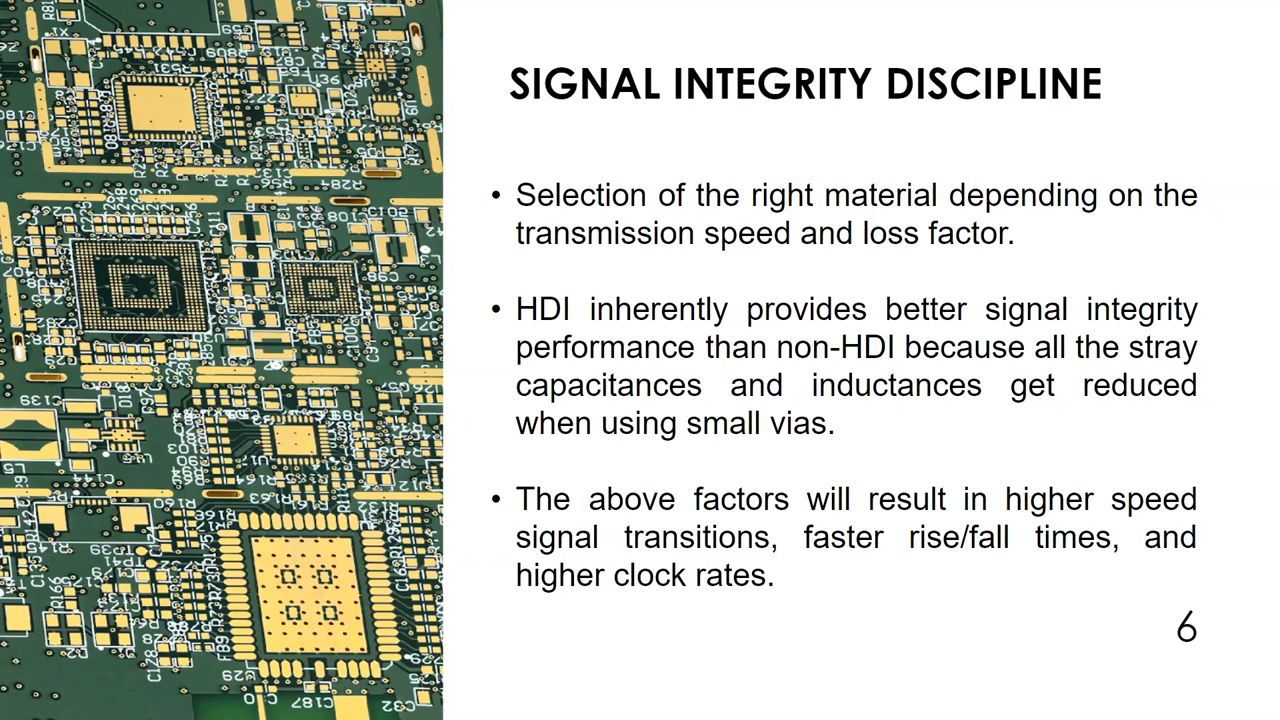 SIGNAL INTEGRITY DISCIPLINE
• Selection of the right material depending on the
transmission speed and loss factor.
• HDI inherently provides better signal integrity
performance than non-HDI because all the stray
capacitances and inductances get reduced
when using small vias.
• The above factors will result in higher speed
signal transitions, faster rise/fall times, and
higher clock rates.
6